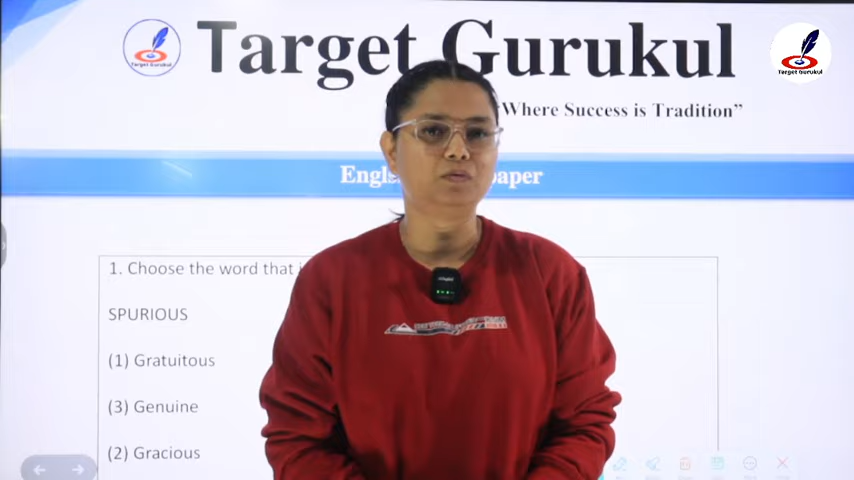 Target Gurukul
Target Gurukul
Target Gurukul
Where Success is Tradition”
paper
1. Choose the word that
SPURIOUS
(1) Gratuitous
(3) Genuine
(2) Gracious